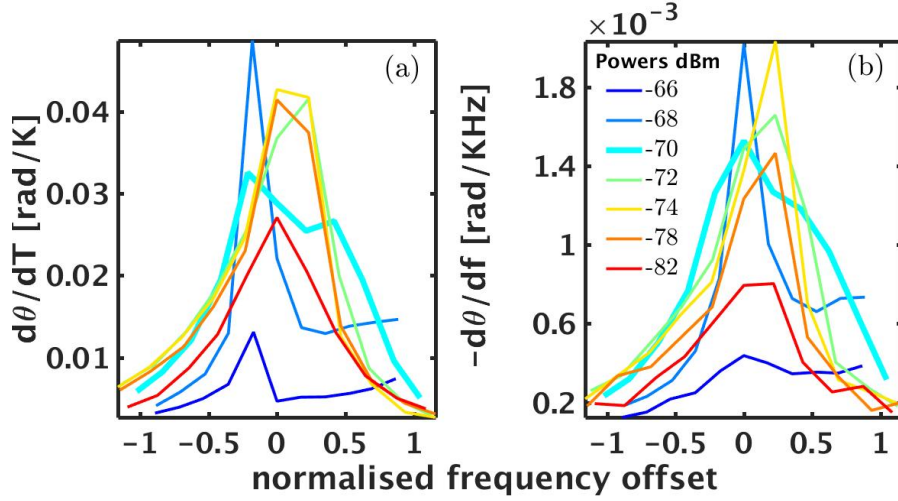 (a)
dθ/dT [rad/K]
0.04
0.03
0.02
0.01
-1 -0.5 0 0.5 1
×10⁻³
(b)
-dθ/df [rad/KHz]
1.8
1.4
1
0.6
0.2
Powers dBm
-66
-68
-70
-72
-74
-78
-82
-1 -0.5 0 0.5 1
normalised frequency offset